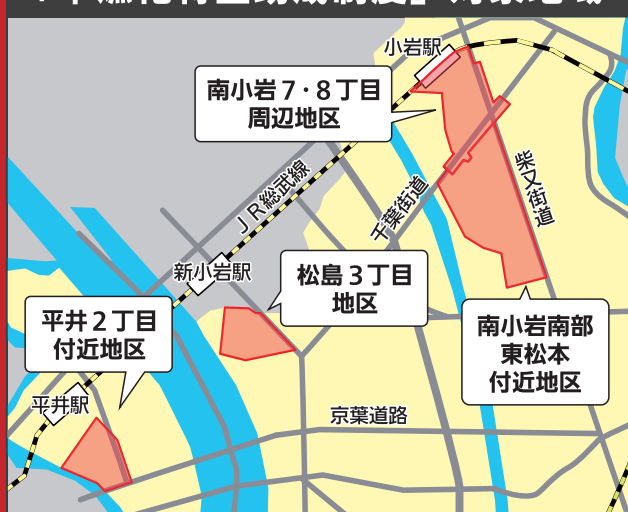 小岩駅
南小岩７・８丁目
周辺地区
柴又街道
千葉街道
ＪＲ総武線
新小岩駅
松島３丁目
地区
平井２丁目
付近地区
南小岩南部
東松本
付近地区
平井駅
京葉道路